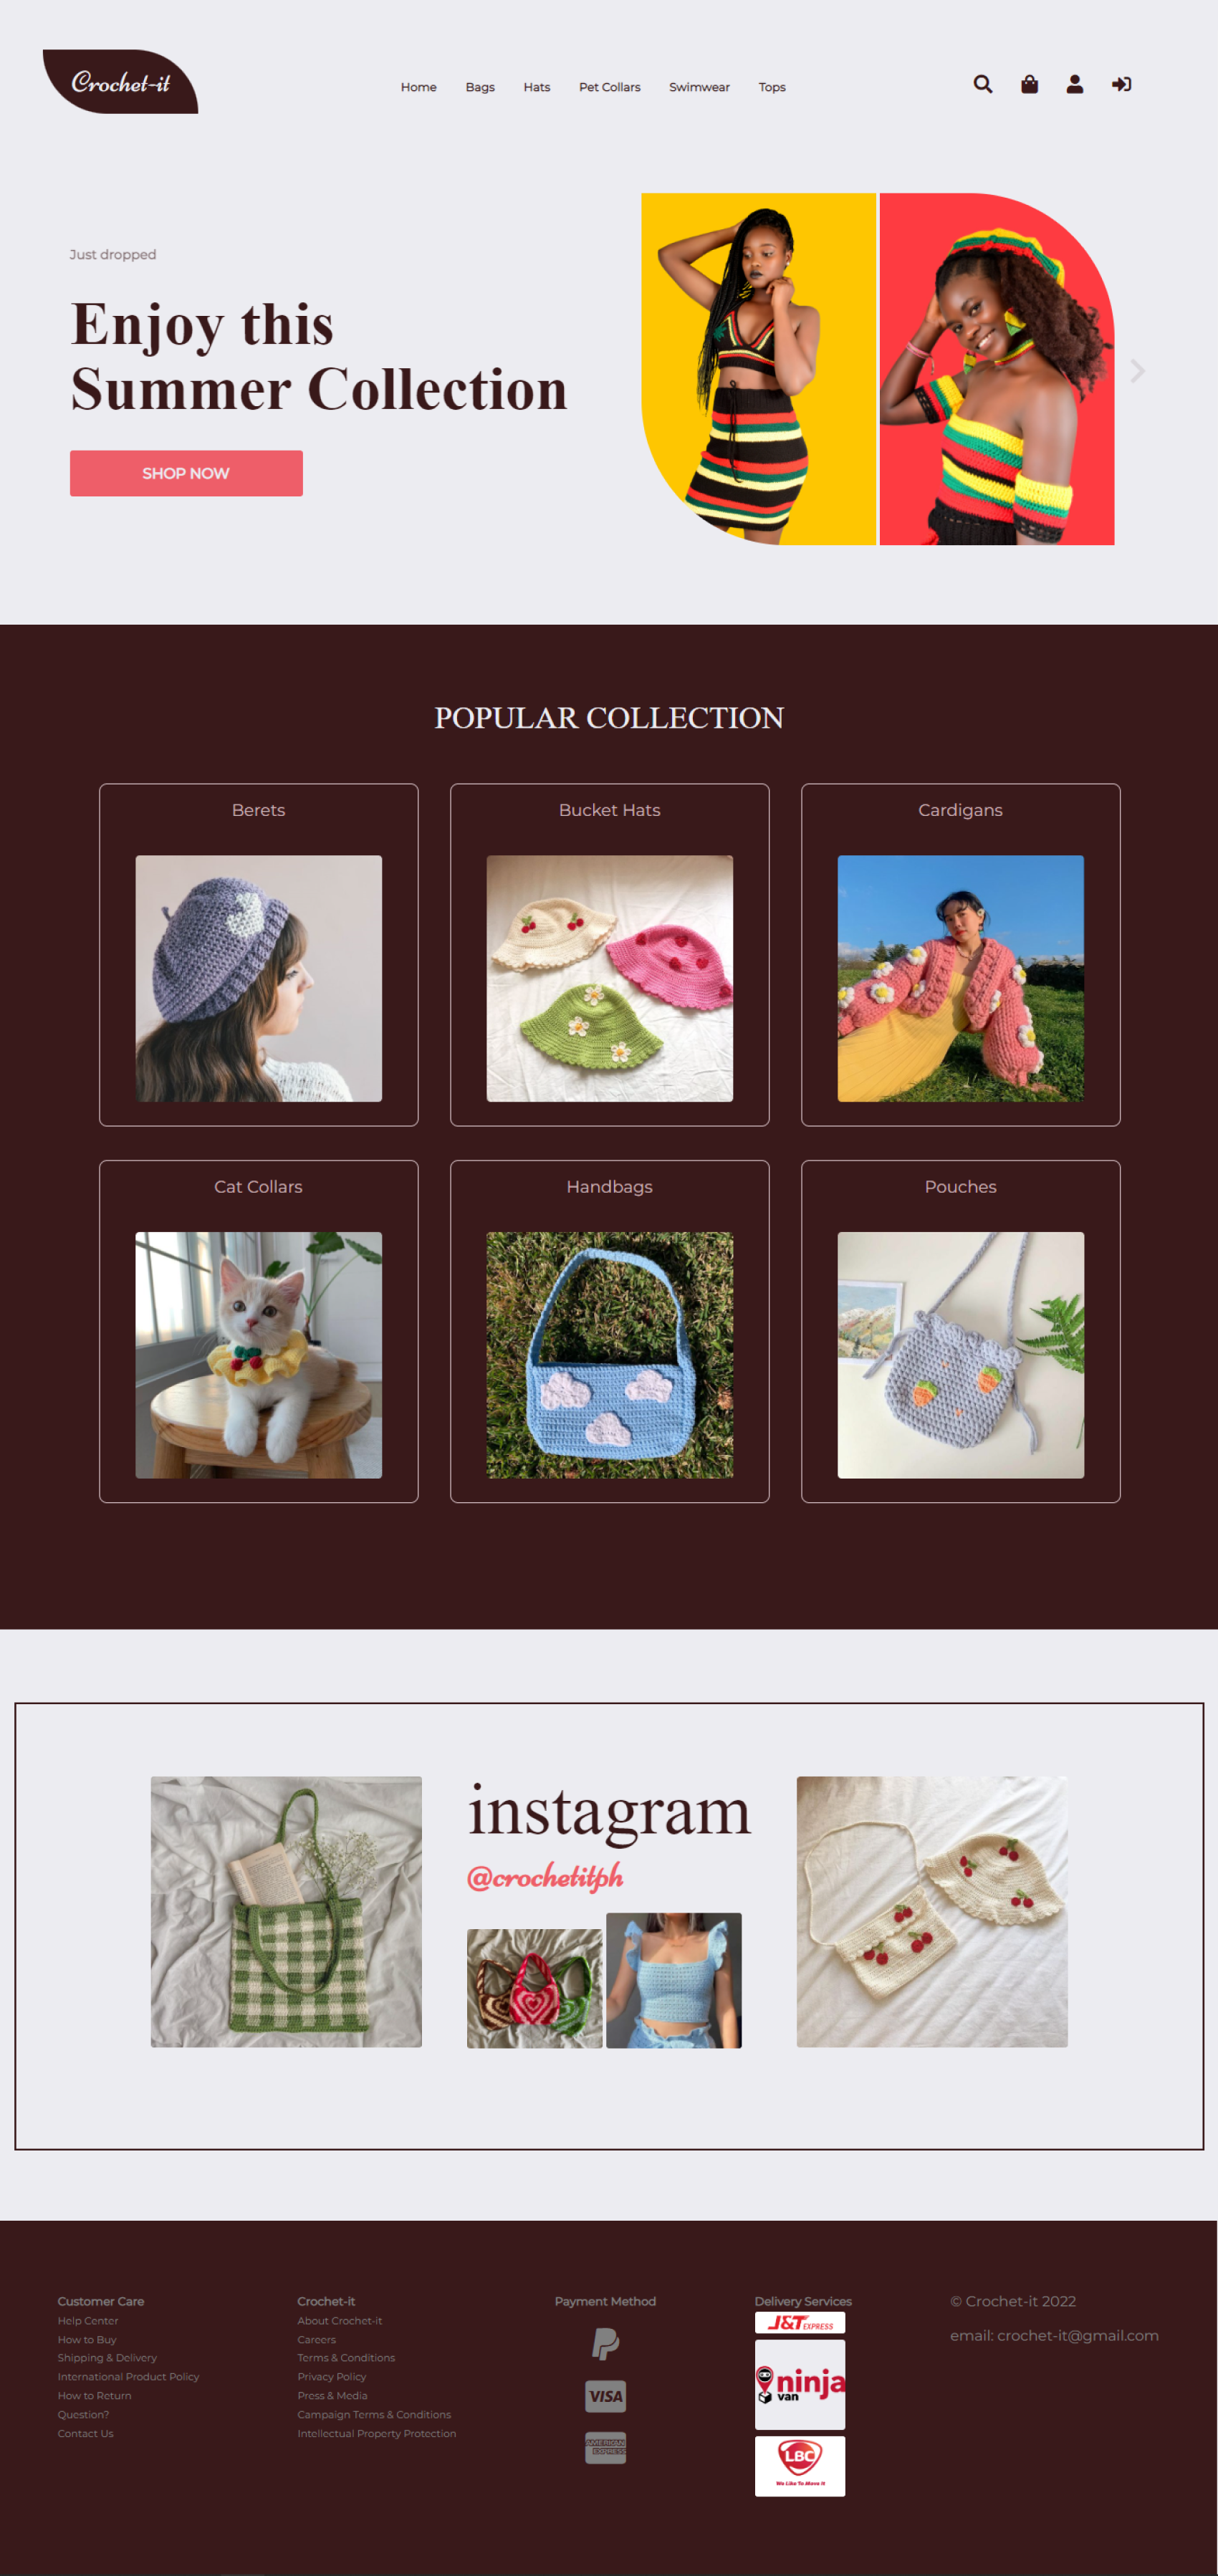 Crochet-it
Home Bags Hats Pet Collars Swimwear Tops
Just dropped
Enjoy this
Summer Collection
SHOP NOW
POPULAR COLLECTION
Berets
Bucket Hats
Cardigans
Cat Collars
Handbags
Pouches
instagram
@crochetitph
Customer Care
Help Center
How to Buy
Shipping & Delivery
International Product Policy
How to Return
Question?
Contact Us
Crochet-it
About Crochet-it
Careers
Terms & Conditions
Privacy Policy
Press & Media
Campaign Terms & Conditions
Intellectual Property Protection
Payment Method
VISA
AMERICAN
EXPRESS
Delivery Services
J&T EXPRESS
ninja
van
LBC
We Like To Move It
© Crochet-it 2022
email: crochet-it@gmail.com